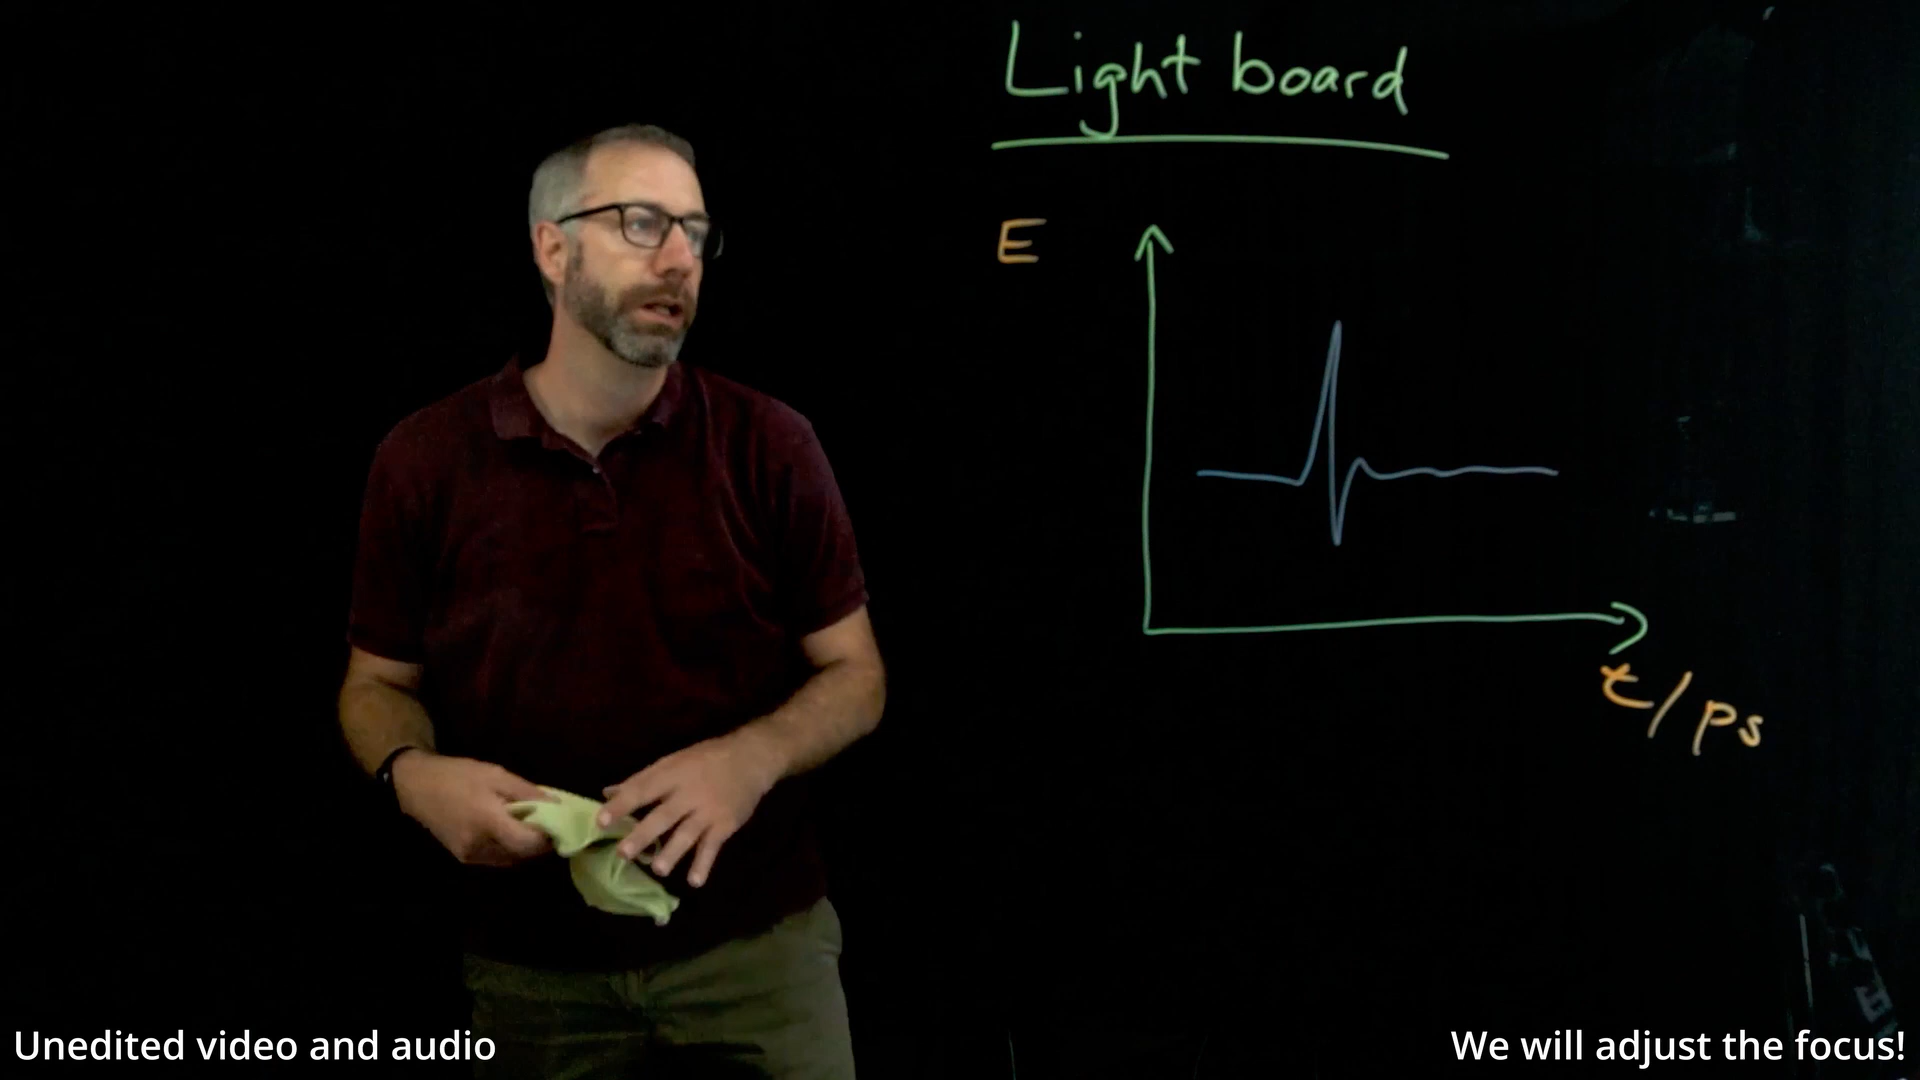 Light board
E
t/ps
Unedited video and audio
We will adjust the focus!